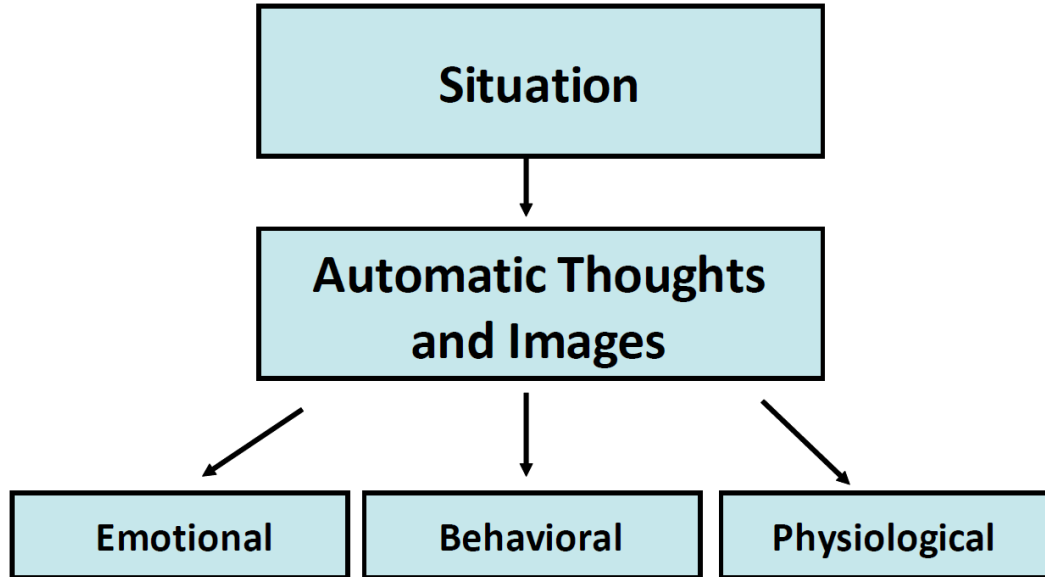 Situation
Automatic Thoughts
and Images
Emotional
Behavioral
Physiological